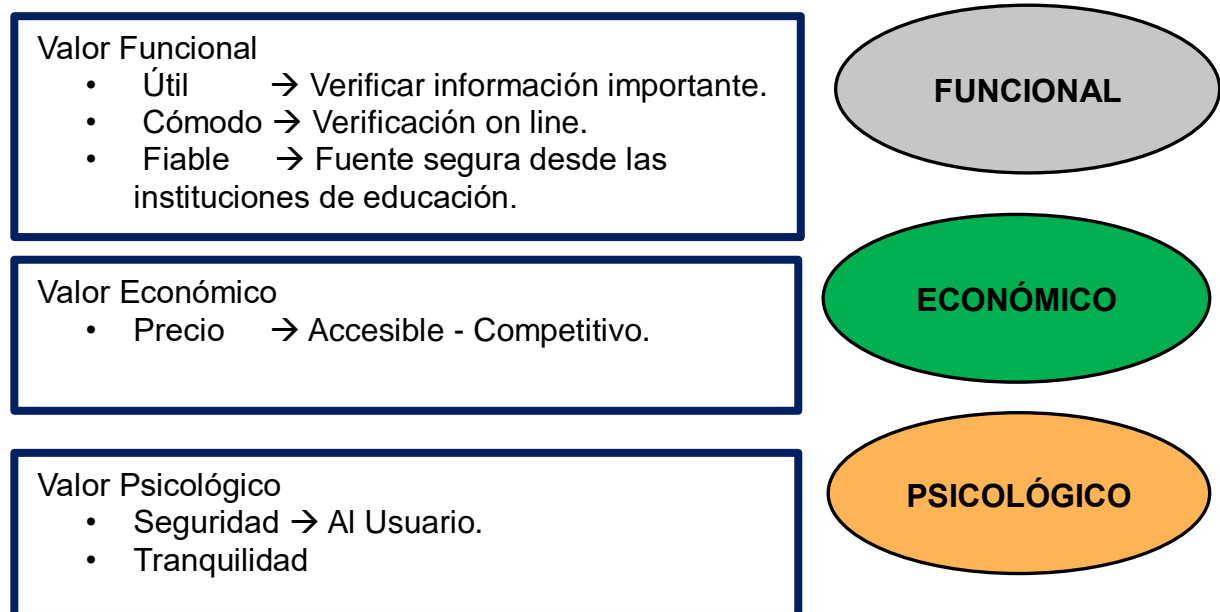 Valor Funcional
• Útil → Verificar información importante.
• Cómodo → Verificación on line.
• Fiable → Fuente segura desde las
instituciones de educación.
FUNCIONAL
Valor Económico
• Precio → Accesible - Competitivo.
ECONÓMICO
Valor Psicológico
• Seguridad → Al Usuario.
• Tranquilidad
PSICOLÓGICO